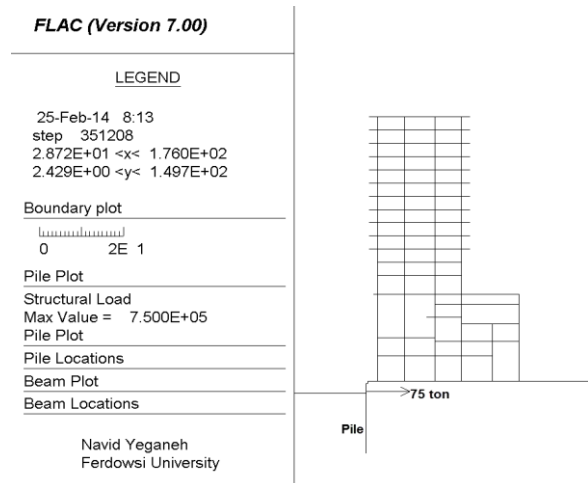 FLAC (Version 7.00)
LEGEND
25-Feb-14 8:13
step 351208
2.872E+01 <x< 1.760E+02
2.429E+00 <y< 1.497E+02
Boundary plot
0 2E 1
Pile Plot
Structural Load
Max Value = 7.500E+05
Pile Plot
Pile Locations
Beam Plot
Beam Locations
Navid Yeganeh
Ferdowsi University
75 ton
Pile